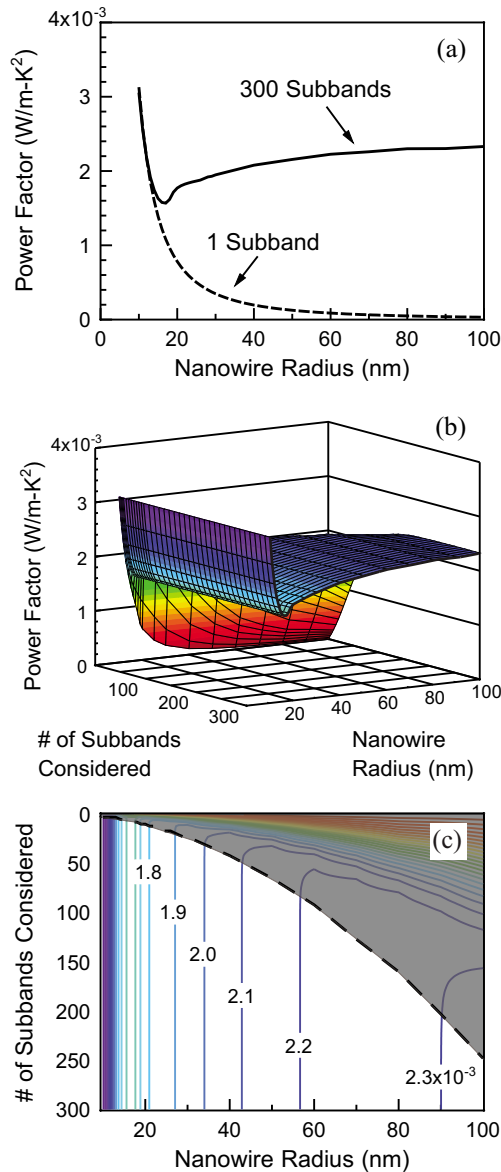 (a)
4x10⁻³
3
2
1
0
Power Factor (W/m-K²)
300 Subbands
1 Subband
0 20 40 60 80 100
Nanowire Radius (nm)
(b)
4x10⁻³
3
2
1
0
Power Factor (W/m-K²)
100
200
300
20
40
60
80
100
# of Subbands
Considered
Nanowire
Radius (nm)
(c)
0
50
100
150
200
250
300
# of Subbands Considered
1.8
1.9
2.0
2.1
2.2
2.3x10⁻³
20 40 60 80 100
Nanowire Radius (nm)